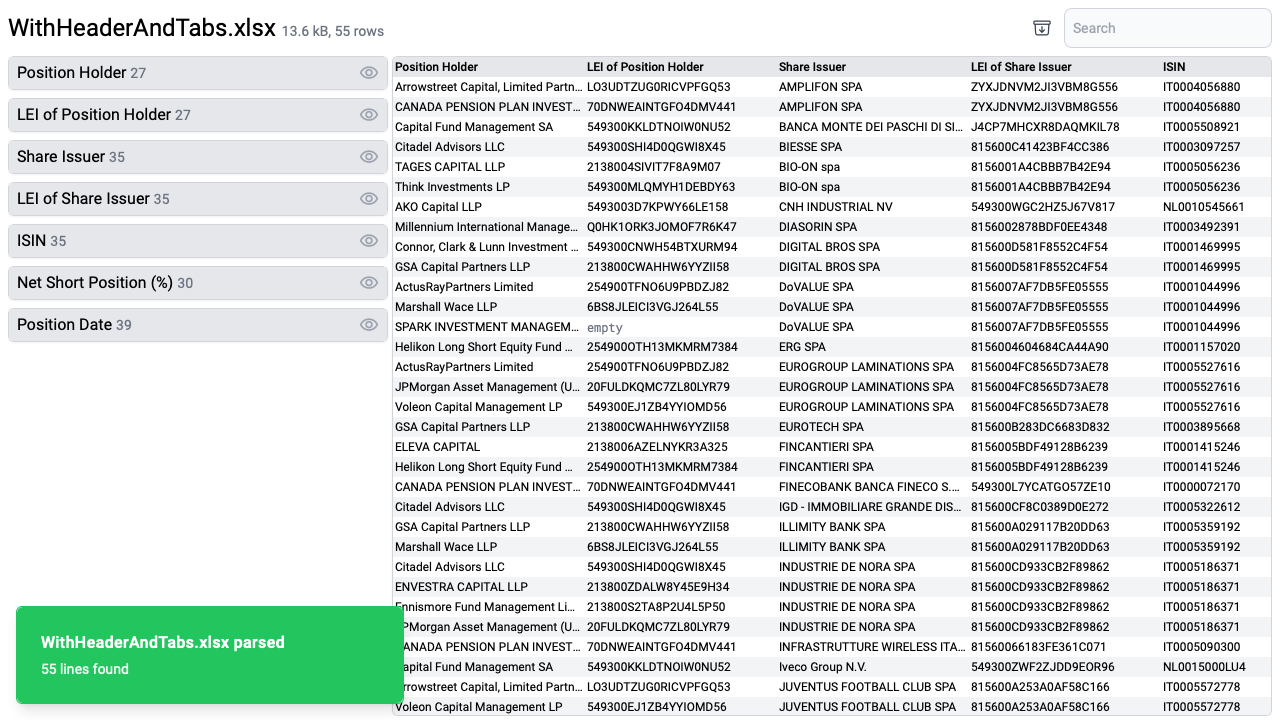 WithHeaderAndTabs.xlsx 13.6 kB, 55 rows
Search
Position Holder 27
LEI of Position Holder 27
Share Issuer 35
LEI of Share Issuer 35
ISIN 35
Net Short Position (%) 30
Position Date 39
Position Holder LEI of Position Holder Share Issuer LEI of Share Issuer ISIN
Arrowstreet Capital, Limited Partn... LO3UDTZUG0RICVPFGQ53 AMPLIFON SPA ZYXJDNVM2JI3VBM8G556 IT0004056880
CANADA PENSION PLAN INVEST... 70DNWEAINTGFO4DMV441 AMPLIFON SPA ZYXJDNVM2JI3VBM8G556 IT0004056880
Capital Fund Management SA 549300KKLDTNOIW0NU52 BANCA MONTE DEI PASCHI DI SI... J4CP7MHCXR8DAQMKIL78 IT0005508921
Citadel Advisors LLC 549300SHI4D0QGWI8X45 BIESSE SPA 815600C41423BF4CC386 IT0003097257
TAGES CAPITAL LLP 2138004SIVIT7F8A9M07 BIO-ON spa 8156001A4CBBB7B42E94 IT0005056236
Think Investments LP 549300MLQMYH1DEBDY63 BIO-ON spa 8156001A4CBBB7B42E94 IT0005056236
AKO Capital LLP 5493003D7KPWY66LE158 CNH INDUSTRIAL NV 549300WGC2HZ5J67V817 NL0010545661
Millennium International Manage... Q0HK1ORK3JOMOF7R6K47 DIASORIN SPA 8156002878BDF0EE4348 IT0003492391
Connor, Clark & Lunn Investment ... 549300CNWH54BTXURM94 DIGITAL BROS SPA 815600D581F8552C4F54 IT0001469995
GSA Capital Partners LLP 213800CWAHHW6YYZII58 DIGITAL BROS SPA 815600D581F8552C4F54 IT0001469995
ActusRayPartners Limited 254900TFNO6U9PBDZJ82 DoVALUE SPA 8156007AF7DB5FE05555 IT0001044996
Marshall Wace LLP 6BS8JLEICI3VGJ264L55 DoVALUE SPA 8156007AF7DB5FE05555 IT0001044996
SPARK INVESTMENT MANAGEM... empty DoVALUE SPA 8156007AF7DB5FE05555 IT0001044996
Helikon Long Short Equity Fund ... 254900OTH13MKMRM7384 ERG SPA 8156004604684CA44A90 IT0001157020
ActusRayPartners Limited 254900TFNO6U9PBDZJ82 EUROGROUP LAMINATIONS SPA 8156004FC8565D73AE78 IT0005527616
JPMorgan Asset Management (U... 20FULDKQMC7ZL80LYR79 EUROGROUP LAMINATIONS SPA 8156004FC8565D73AE78 IT0005527616
Voleon Capital Management LP 549300EJ1ZB4YYIOMD56 EUROGROUP LAMINATIONS SPA 8156004FC8565D73AE78 IT0005527616
GSA Capital Partners LLP 213800CWAHHW6YYZII58 EUROTECH SPA 815600B283DC6683D832 IT0003895668
ELEVA CAPITAL 2138006AZELNYKR3A325 FINCANTIERI SPA 8156005BDF49128B6239 IT0001415246
Helikon Long Short Equity Fund ... 254900OTH13MKMRM7384 FINCANTIERI SPA 8156005BDF49128B6239 IT0001415246
CANADA PENSION PLAN INVEST... 70DNWEAINTGFO4DMV441 FINECOBANK BANCA FINECO S.... 549300L7YCATGO57ZE10 IT0000072170
Citadel Advisors LLC 549300SHI4D0QGWI8X45 IGD - IMMOBILIARE GRANDE DIS... 815600CF8C0389D0E272 IT0005322612
GSA Capital Partners LLP 213800CWAHHW6YYZII58 ILLIMITY BANK SPA 815600A029117B20DD63 IT0005359192
Marshall Wace LLP 6BS8JLEICI3VGJ264L55 ILLIMITY BANK SPA 815600A029117B20DD63 IT0005359192
Citadel Advisors LLC 549300SHI4D0QGWI8X45 INDUSTRIE DE NORA SPA 815600CD933CB2F89862 IT0005186371
ENVESTRA CAPITAL LLP 213800ZDALW8Y45E9H34 INDUSTRIE DE NORA SPA 815600CD933CB2F89862 IT0005186371
Ennismore Fund Management Li... 213800S2TA8P2U4L5P50 INDUSTRIE DE NORA SPA 815600CD933CB2F89862 IT0005186371
PMorgan Asset Management (U... 20FULDKQMC7ZL80LYR79 INDUSTRIE DE NORA SPA 815600CD933CB2F89862 IT0005186371
ANADA PENSION PLAN INVEST... 70DNWEAINTGFO4DMV441 INFRASTRUTTURE WIRELESS ITA... 81560066183FE361C071 IT0005090300
apital Fund Management SA 549300KKLDTNOIW0NU52 Iveco Group N.V. 549300ZWF2ZJDD9EOR96 NL0015000LU4
rrowstreet Capital, Limited Partn... LO3UDTZUG0RICVPFGQ53 JUVENTUS FOOTBALL CLUB SPA 815600A253A0AF58C166 IT0005572778
Voleon Capital Management LP 549300EJ1ZB4YYIOMD56 JUVENTUS FOOTBALL CLUB SPA 815600A253A0AF58C166 IT0005572778
WithHeaderAndTabs.xlsx parsed
55 lines found